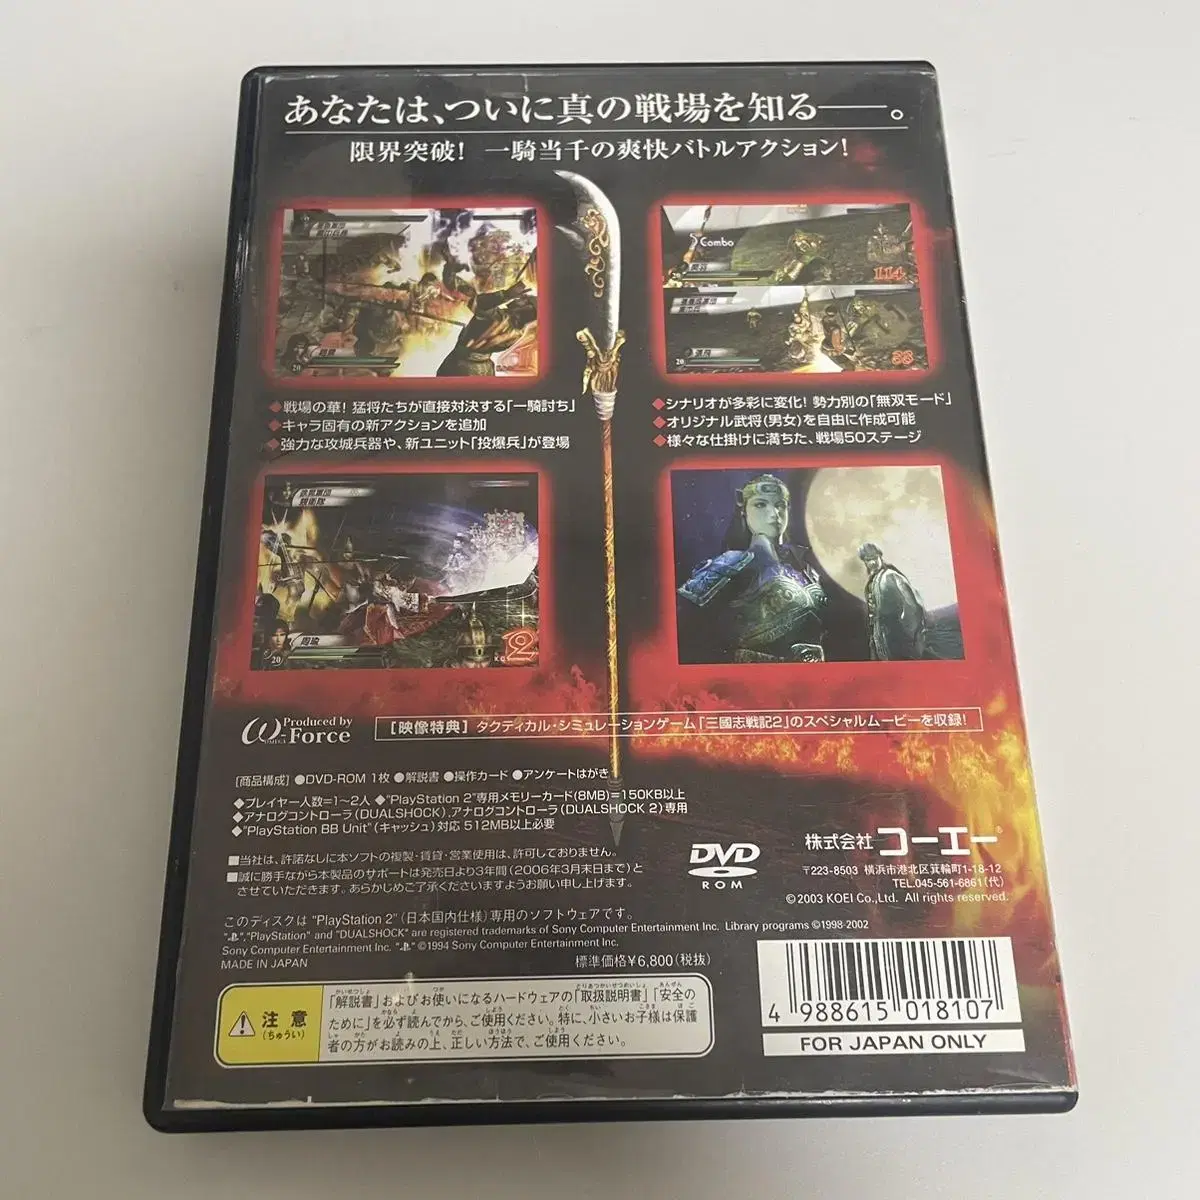 あなたは、ついに真の戦場を知る――。
限界突破! 一騎当千の爽快バトルアクション!
Combo
関羽
114
張飛
20
33
20
◆戦場の華! 猛将たちが直接対決する「一騎討ち」
◆キャラ固有の新アクションを追加
◆強力な攻城兵器や、新ユニット「投爆兵」が登場
◆シナリオが多彩に変化! 勢力別の「無双モード」
◆オリジナル武将(男女)を自由に作成可能
◆様々な仕掛けに満ちた、戦場50ステージ
周瑜
20
K.O.
2
ω-Force
Produced by
OMEGA
[映像特典] タクティカル・シミュレーションゲーム「三國志戦記2」のスペシャルムービーを収録!
[商品構成] ●DVD-ROM 1枚 ●解説書 ●操作カード ●アンケートはがき
◆プレイヤー人数=1〜2人 ◆"PlayStation 2"専用メモリーカード(8MB)=150KB以上
◆アナログコントローラ(DUALSHOCK)、アナログコントローラ(DUALSHOCK 2)専用
◆"PlayStation BB Unit"(キャッシュ)対応 512MB以上必要
■当社は、許諾なしに本ソフトの複製・賃貸・営業使用は、許可しておりません。
■誠に勝手ながら本製品のサポートは発売日より3年間(2006年3月末日まで)と
させていただきます。あらかじめご了承くださいますようお願い申し上げます。
DVD
ROM
株式会社 コーエー®
〒223-8503 横浜市港北区箕輪町1-18-12
TEL.045-561-6861(代)
©2003 KOEI Co.,Ltd. All rights reserved.
このディスクは "PlayStation 2" (日本国内仕様)専用のソフトウェアです。
"PlayStation" and "DUALSHOCK" are registered trademarks of Sony Computer Entertainment Inc. Library programs ©1998-2002
Sony Computer Entertainment Inc. ©1994 Sony Computer Entertainment Inc.
MADE IN JAPAN
標準価格¥6,800(税抜)
注意
(ちゅうい)
「解説書」およびお使いになるハードウェアの「取扱説明書」「安全の
ために」を必ず読んでから、ご使用ください。特に、小さいお子様は保護
者の方がお読みの上、正しい方法で、ご使用ください。
4 988615 018107
FOR JAPAN ONLY